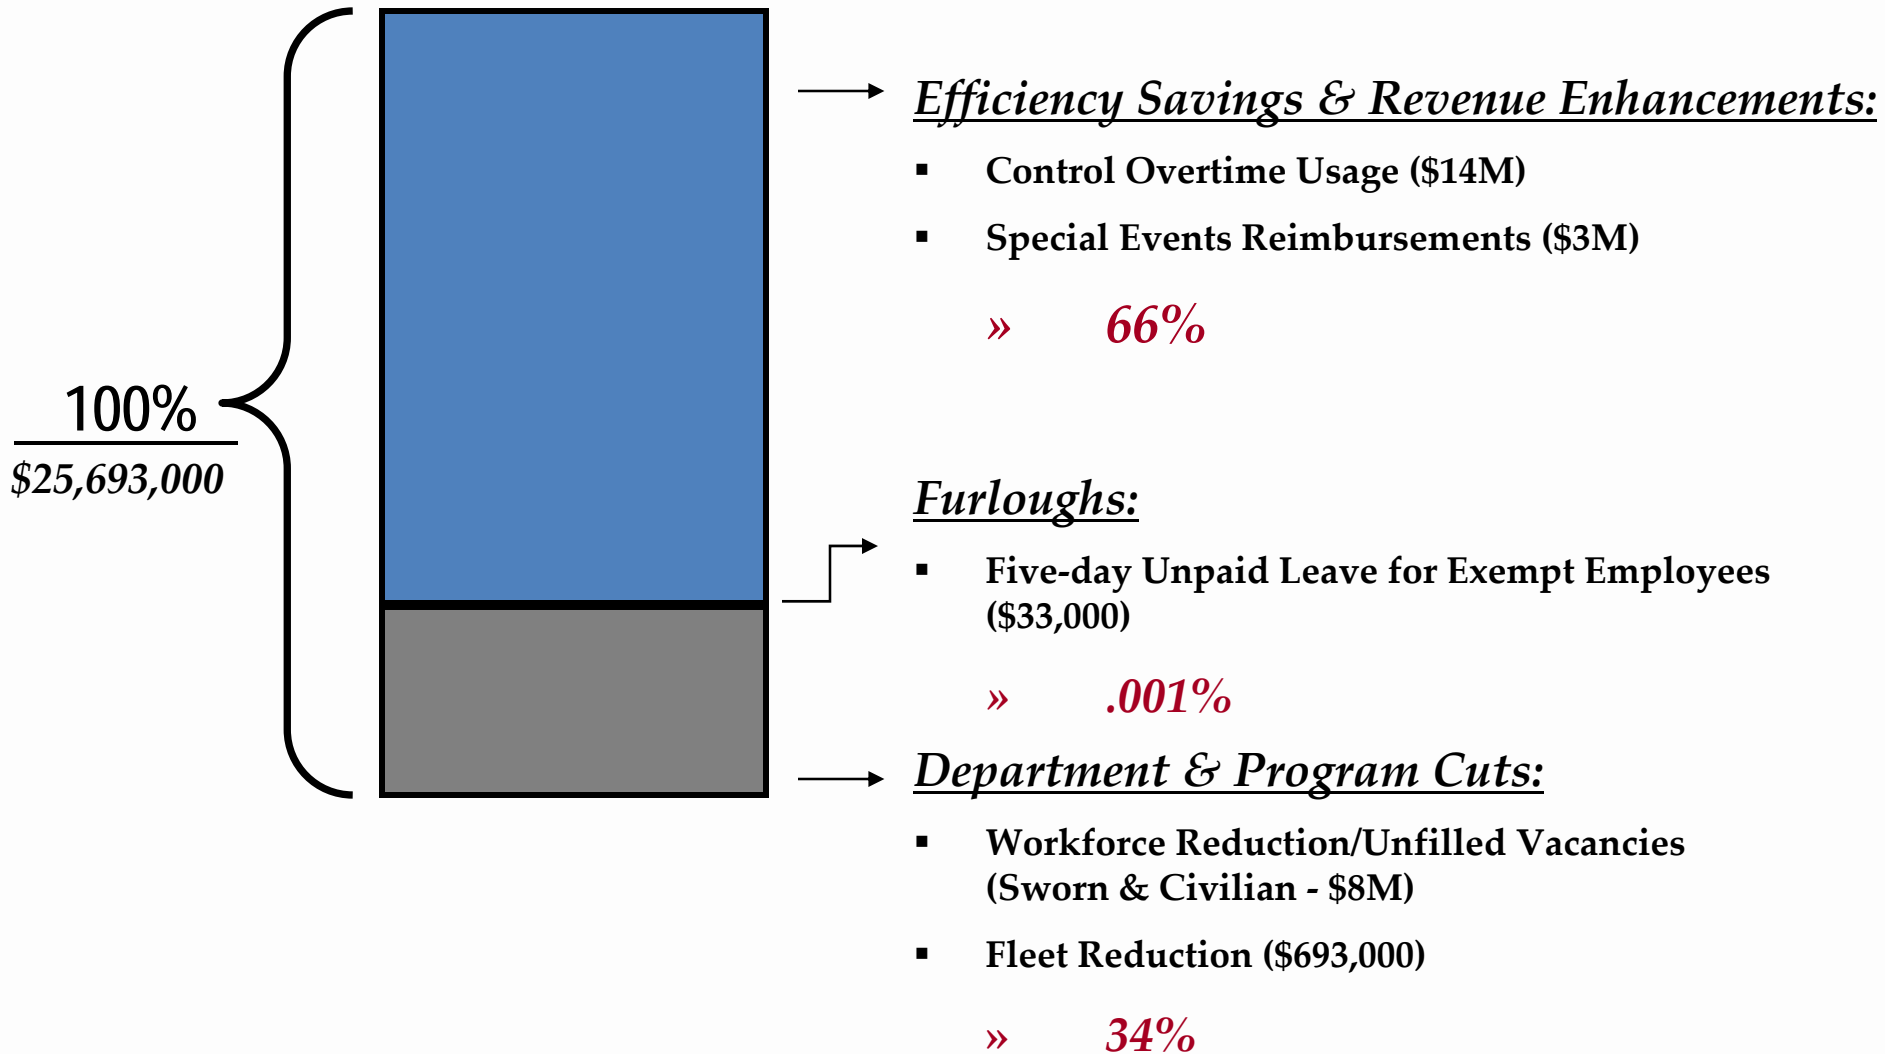 100%
$25,693,000
Efficiency Savings & Revenue Enhancements:
▪ Control Overtime Usage ($14M)
▪ Special Events Reimbursements ($3M)
» 66%
Furloughs:
▪ Five-day Unpaid Leave for Exempt Employees
($33,000)
» .001%
Department & Program Cuts:
▪ Workforce Reduction/Unfilled Vacancies
(Sworn & Civilian - $8M)
▪ Fleet Reduction ($693,000)
» 34%